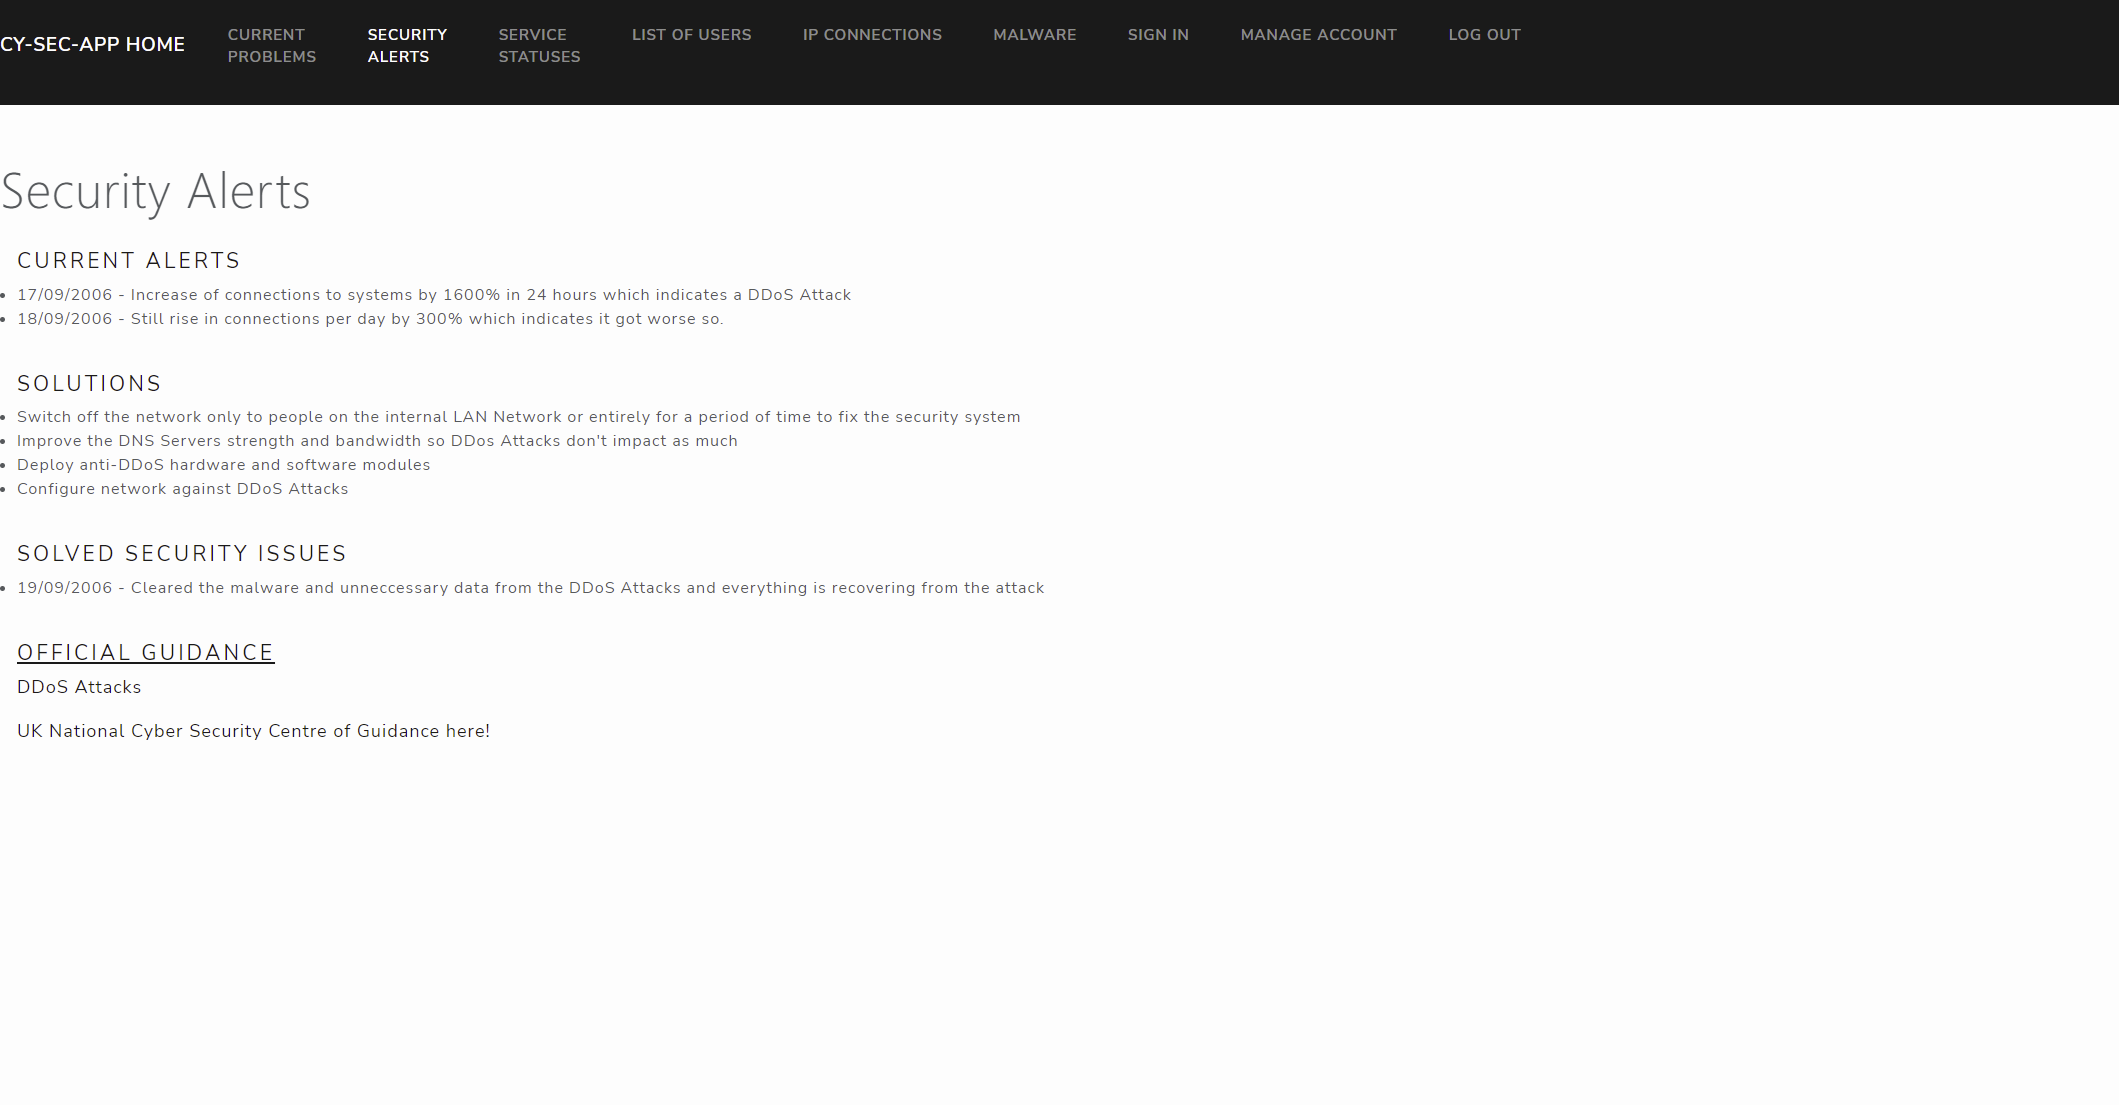 CY-SEC-APP HOME
CURRENT PROBLEMS
SECURITY ALERTS
SERVICE STATUSES
LIST OF USERS
IP CONNECTIONS
MALWARE
SIGN IN
MANAGE ACCOUNT
LOG OUT
Security Alerts
CURRENT ALERTS
17/09/2006 - Increase of connections to systems by 1600% in 24 hours which indicates a DDoS Attack
18/09/2006 - Still rise in connections per day by 300% which indicates it got worse so.
SOLUTIONS
Switch off the network only to people on the internal LAN Network or entirely for a period of time to fix the security system
Improve the DNS Servers strength and bandwidth so DDos Attacks don't impact as much
Deploy anti-DDoS hardware and software modules
Configure network against DDoS Attacks
SOLVED SECURITY ISSUES
19/09/2006 - Cleared the malware and unneccessary data from the DDoS Attacks and everything is recovering from the attack
OFFICIAL GUIDANCE
DDoS Attacks
UK National Cyber Security Centre of Guidance here!